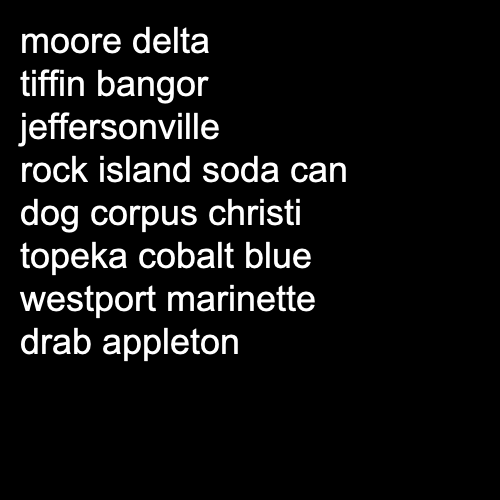 moore delta
tiffin bangor
jeffersonville
rock island soda can
dog corpus christi
topeka cobalt blue
westport marinette
drab appleton